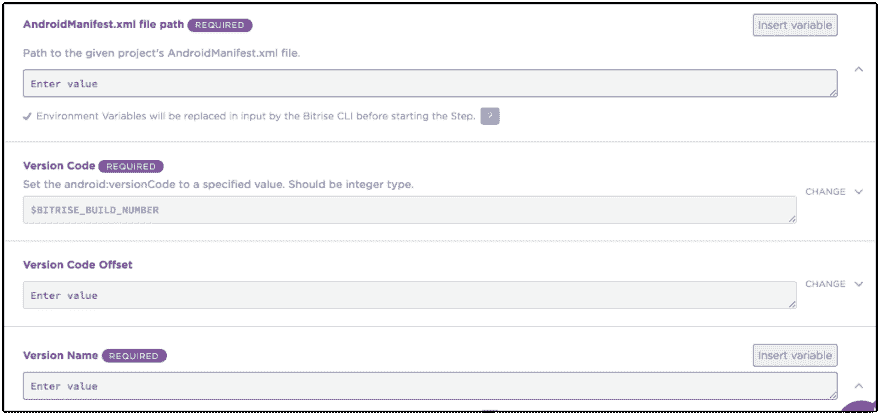 AndroidManifest.xml file path REQUIRED Insert variable
Path to the given project's AndroidManifest.xml file.
Enter value
Environment Variables will be replaced in input by the Bitrise CLI before starting the Step. ?
Version Code REQUIRED
Set the android:versionCode to a specified value. Should be integer type.
CHANGE
$BITRISE_BUILD_NUMBER
Version Code Offset
CHANGE
Enter value
Version Name REQUIRED Insert variable
Enter value